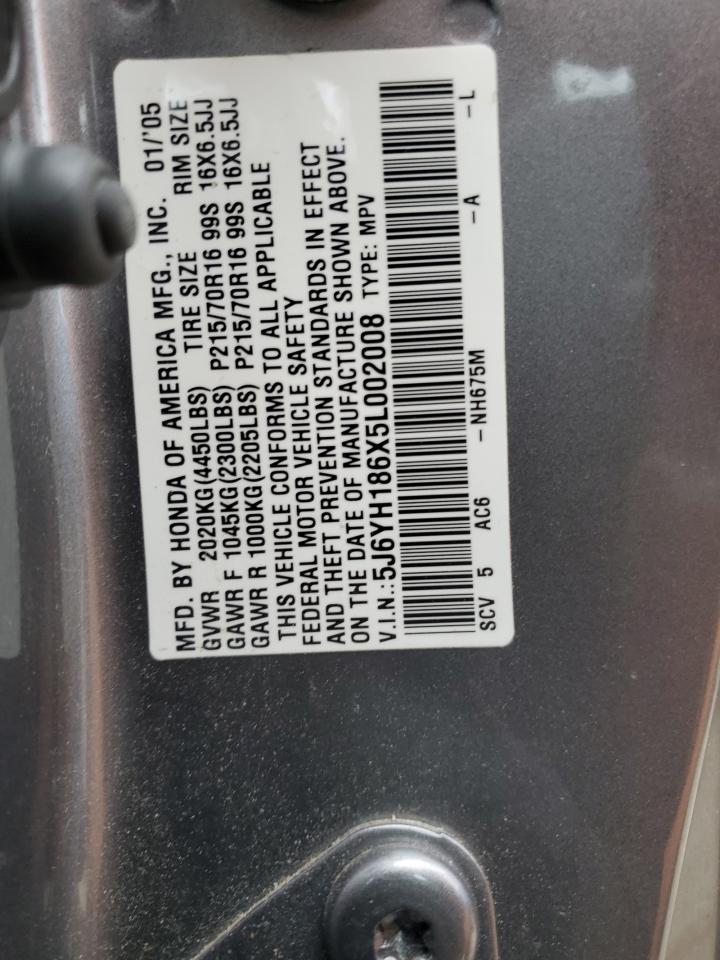 MFD. BY HONDA OF AMERICA MFG., INC. 01/'05
GVWR 2020KG(4450LBS) TIRE SIZE RIM SIZE
GAWR F 1045KG(2300LBS) P215/70R16 99S 16X6.5JJ
GAWR R 1000KG(2205LBS) P215/70R16 99S 16X6.5JJ
THIS VEHICLE CONFORMS TO ALL APPLICABLE
FEDERAL MOTOR VEHICLE SAFETY
AND THEFT PREVENTION STANDARDS IN EFFECT
ON THE DATE OF MANUFACTURE SHOWN ABOVE.
V.I.N.:5J6YH186X5L002008 TYPE: MPV
SCV 5 AC6 -NH675M -A -L